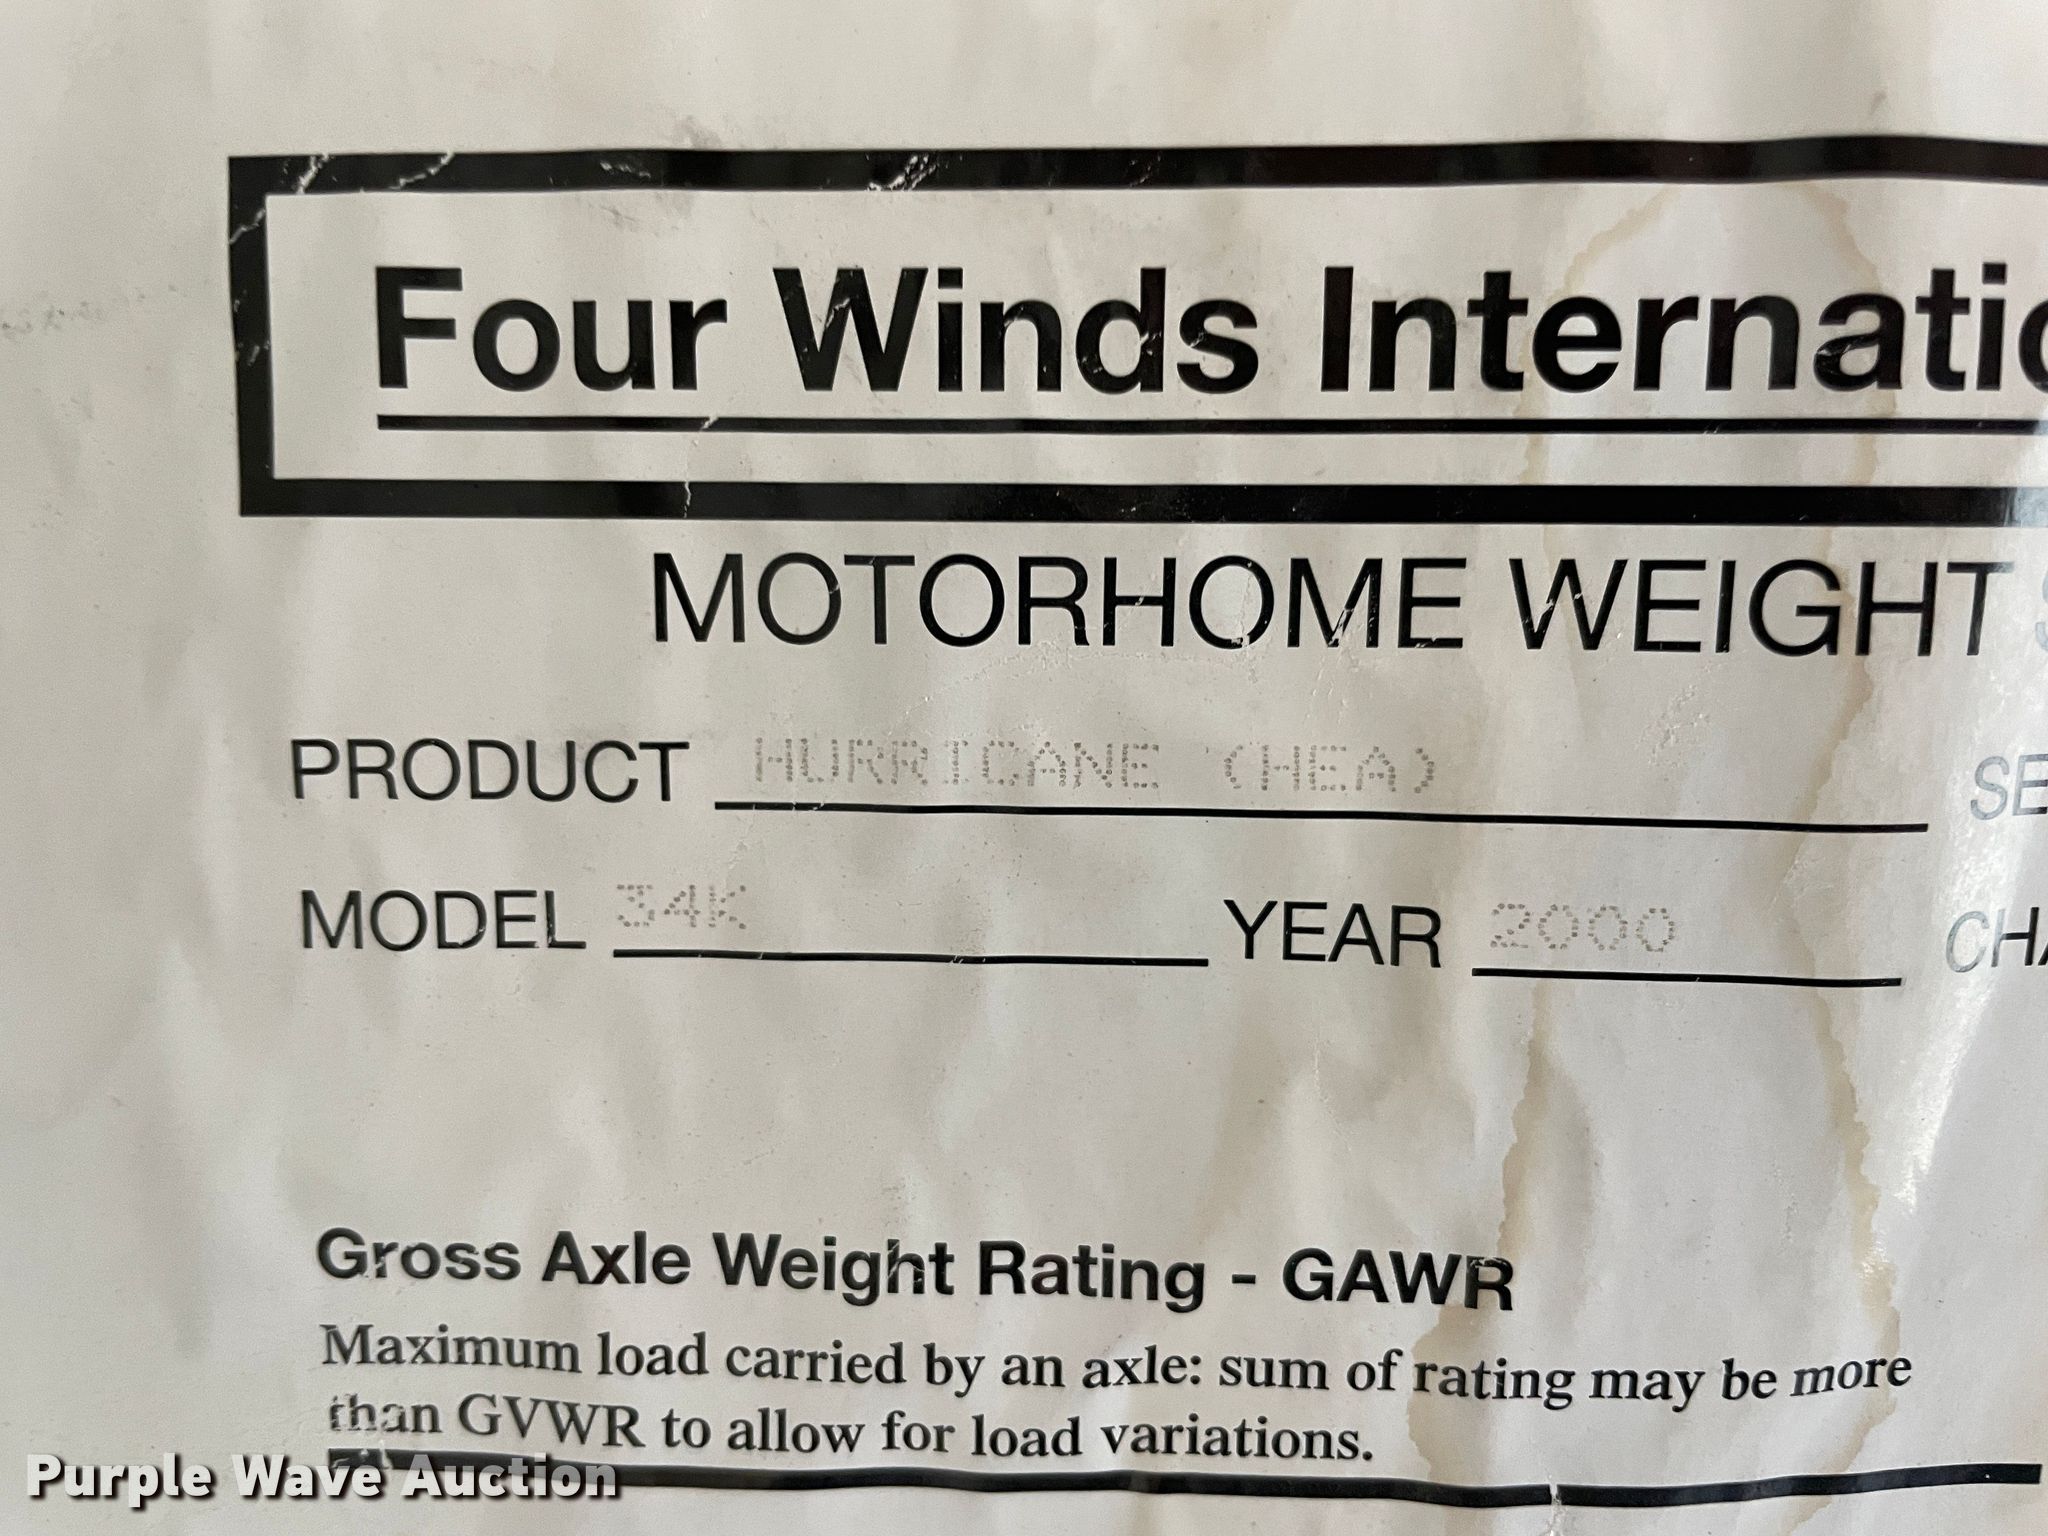 Four Winds Internatio
MOTORHOME WEIGHT S
PRODUCT HURRICANE (HEA) SE
MODEL 34K YEAR 2000 CHA
Gross Axle Weight Rating - GAWR
Maximum load carried by an axle: sum of rating may be more
than GVWR to allow for load variations.
Purple Wave Auction